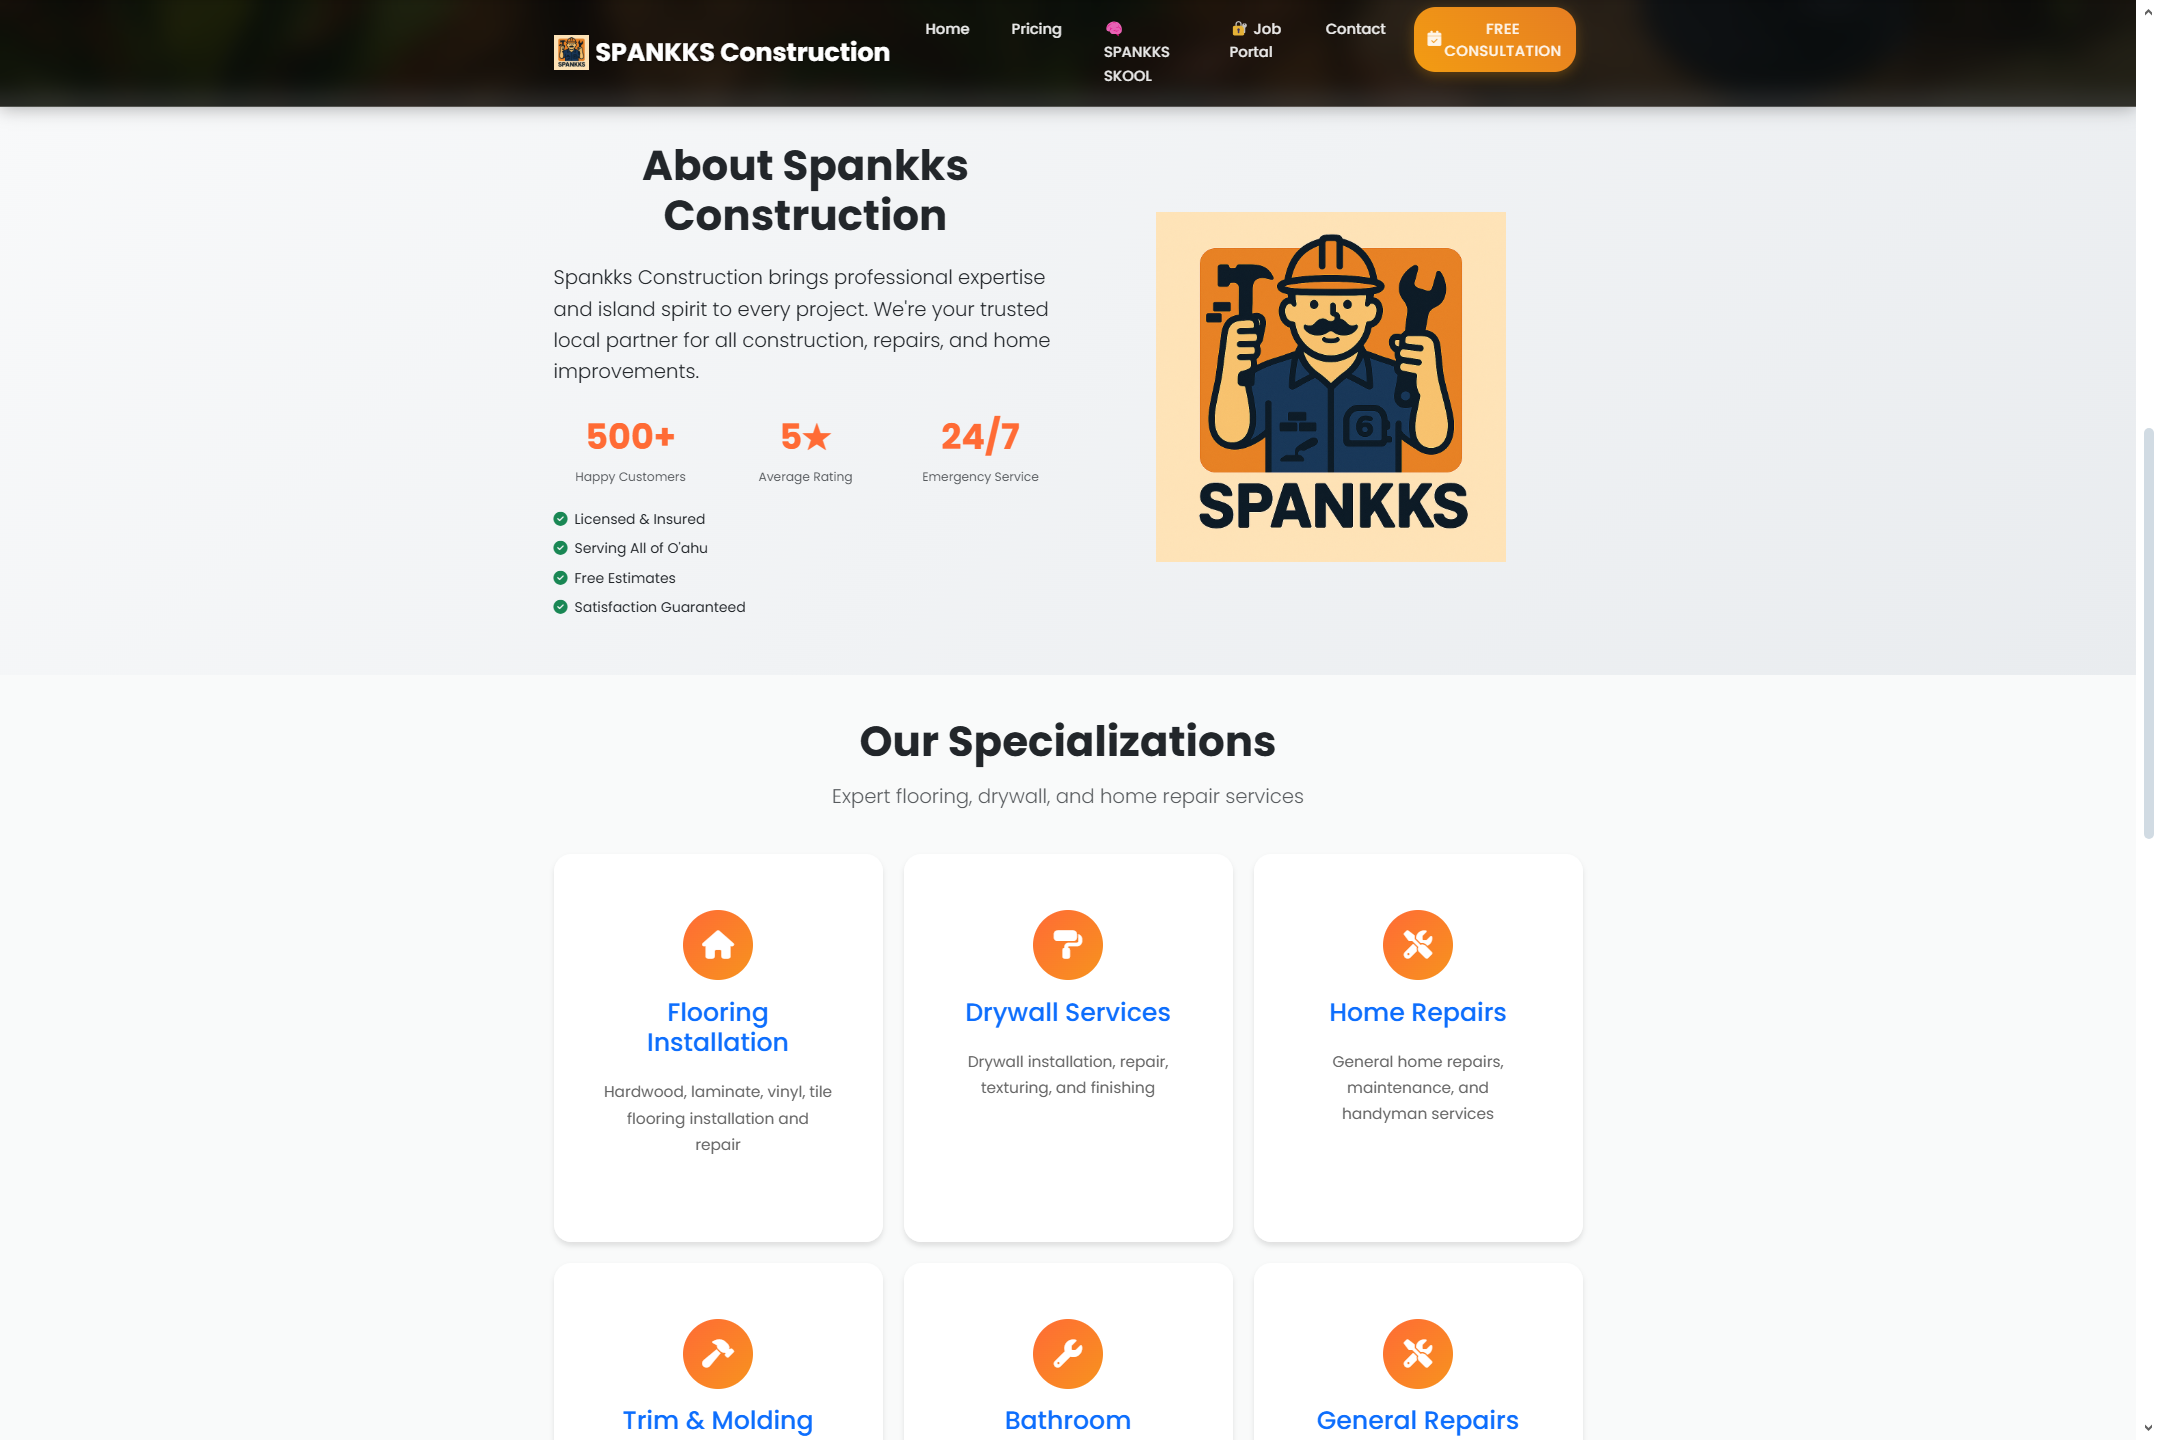 SPANKKS
SPANKKS Construction
Home
Pricing
SPANKKS
SKOOL
Job
Portal
Contact
FREE
CONSULTATION
About Spankks
Construction
Spankks Construction brings professional expertise
and island spirit to every project. We're your trusted
local partner for all construction, repairs, and home
improvements.
500+
Happy Customers
5★
Average Rating
24/7
Emergency Service
Licensed & Insured
Serving All of O'ahu
Free Estimates
Satisfaction Guaranteed
6
SPANKKS
Our Specializations
Expert flooring, drywall, and home repair services
Flooring
Installation
Hardwood, laminate, vinyl, tile
flooring installation and
repair
Drywall Services
Drywall installation, repair,
texturing, and finishing
Home Repairs
General home repairs,
maintenance, and
handyman services
Trim & Molding
Bathroom
General Repairs